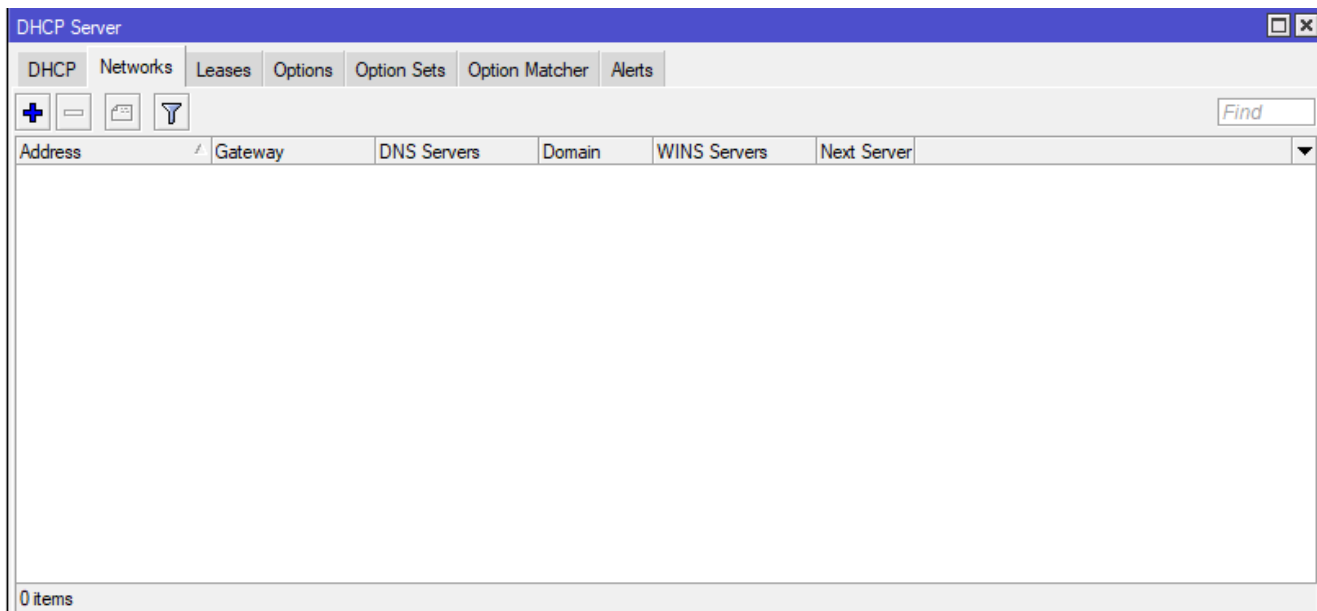 DHCP Server
DHCP Networks Leases Options Option Sets Option Matcher Alerts
Find
Address Gateway DNS Servers Domain WINS Servers Next Server
0 items